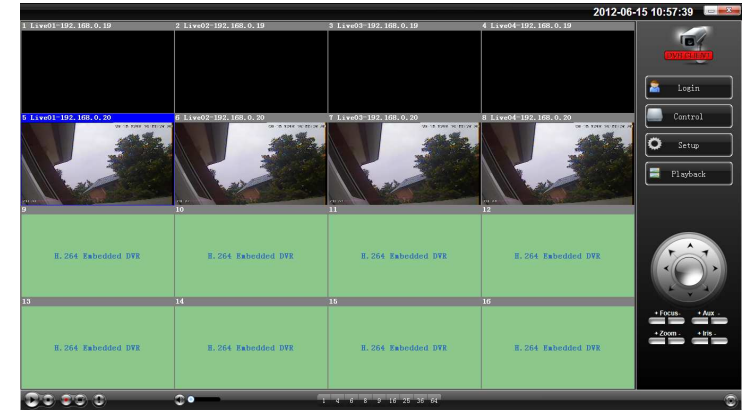 2012-06-15 10:57:39
1 Live01-192.168.0.19
2 Live02-192.168.0.19
3 Live03-192.168.0.19
4 Live04-192.168.0.19
Login
Control
5 Live01-192.168.0.20
6 Live02-192.168.0.20
7 Live03-192.168.0.20
8 Live04-192.168.0.20
Setup
Playback
9
10
11
12
H.264 Embedded DVR
H.264 Embedded DVR
H.264 Embedded DVR
H.264 Embedded DVR
13
14
15
16
+ Focus-
+ Aux -
+ Zoom -
+ Iris -
H.264 Embedded DVR
H.264 Embedded DVR
H.264 Embedded DVR
H.264 Embedded DVR
1 4 6 8 9 16 25 36 64